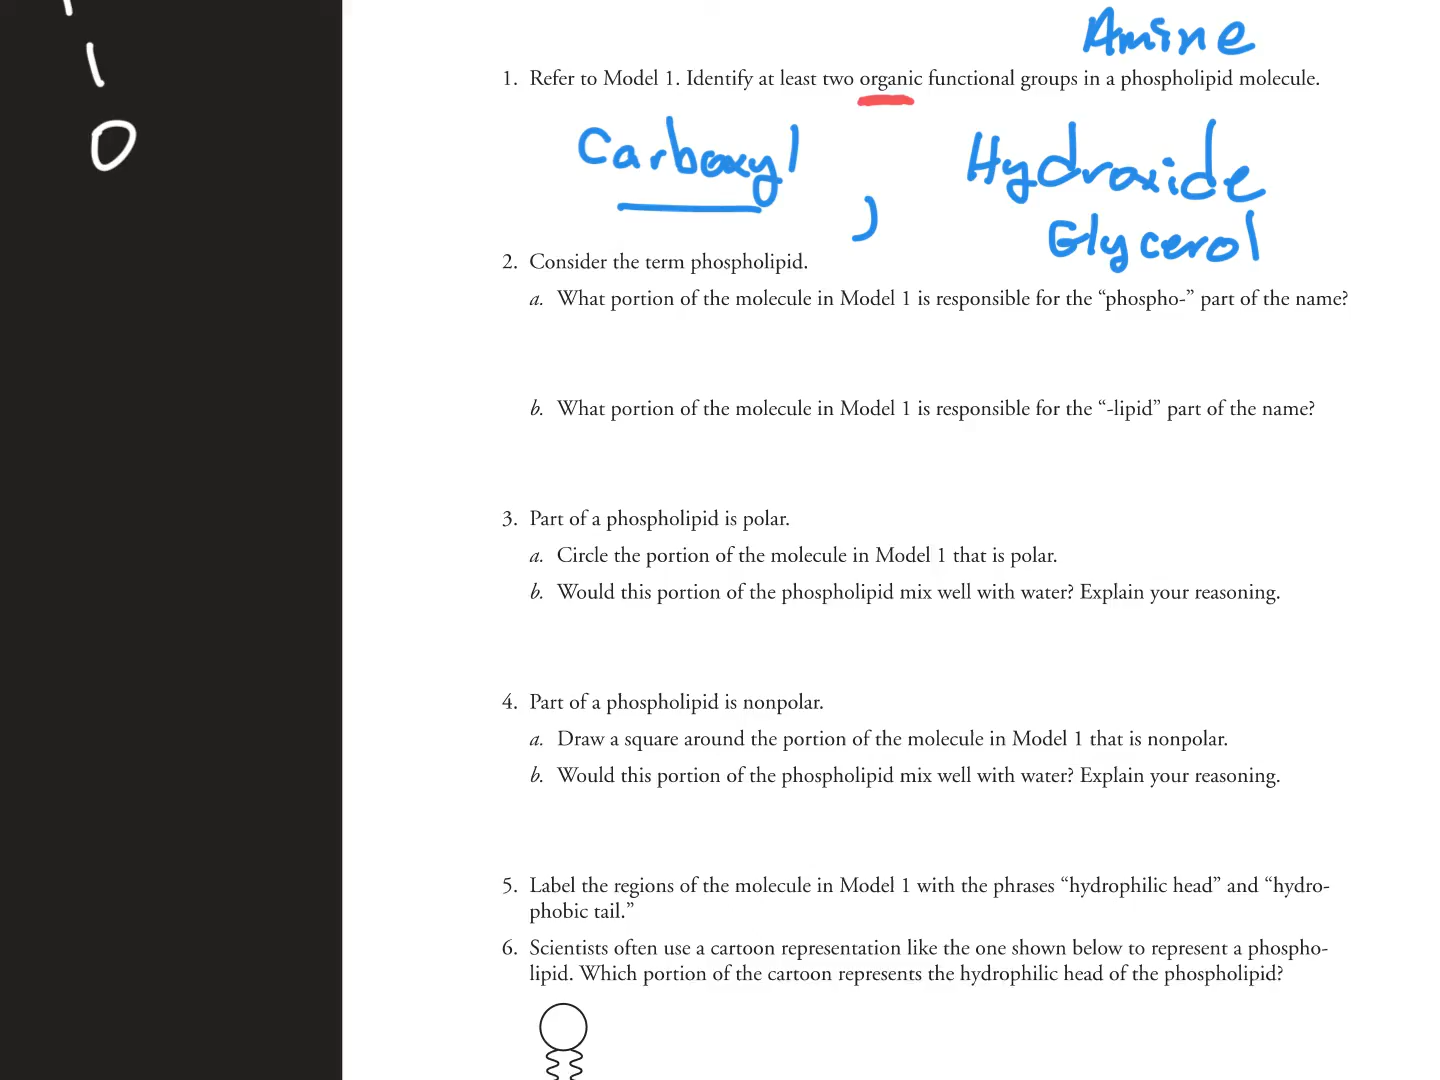 1
0
Amine
1. Refer to Model 1. Identify at least two organic functional groups in a phospholipid molecule.
Carboxyl , Hydroxide
Glycerol
2. Consider the term phospholipid.
a. What portion of the molecule in Model 1 is responsible for the “phospho-” part of the name?
b. What portion of the molecule in Model 1 is responsible for the “-lipid” part of the name?
3. Part of a phospholipid is polar.
a. Circle the portion of the molecule in Model 1 that is polar.
b. Would this portion of the phospholipid mix well with water? Explain your reasoning.
4. Part of a phospholipid is nonpolar.
a. Draw a square around the portion of the molecule in Model 1 that is nonpolar.
b. Would this portion of the phospholipid mix well with water? Explain your reasoning.
5. Label the regions of the molecule in Model 1 with the phrases “hydrophilic head” and “hydro-
phobic tail.”
6. Scientists often use a cartoon representation like the one shown below to represent a phospho-
lipid. Which portion of the cartoon represents the hydrophilic head of the phospholipid?